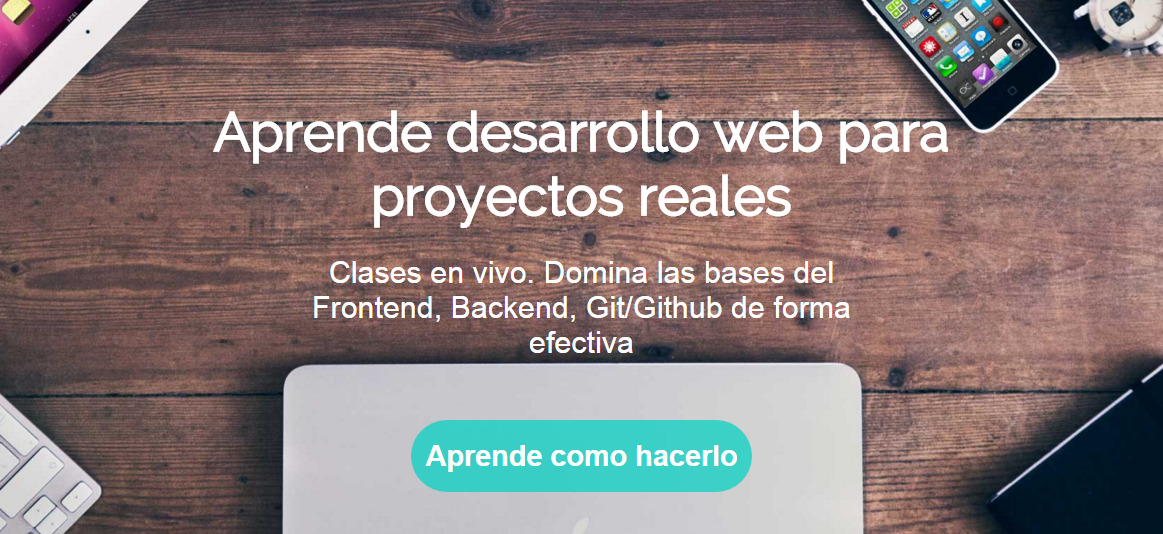 Aprende desarrollo web para
proyectos reales
Clases en vivo. Domina las bases del
Frontend, Backend, Git/Github de forma
efectiva
Aprende como hacerlo